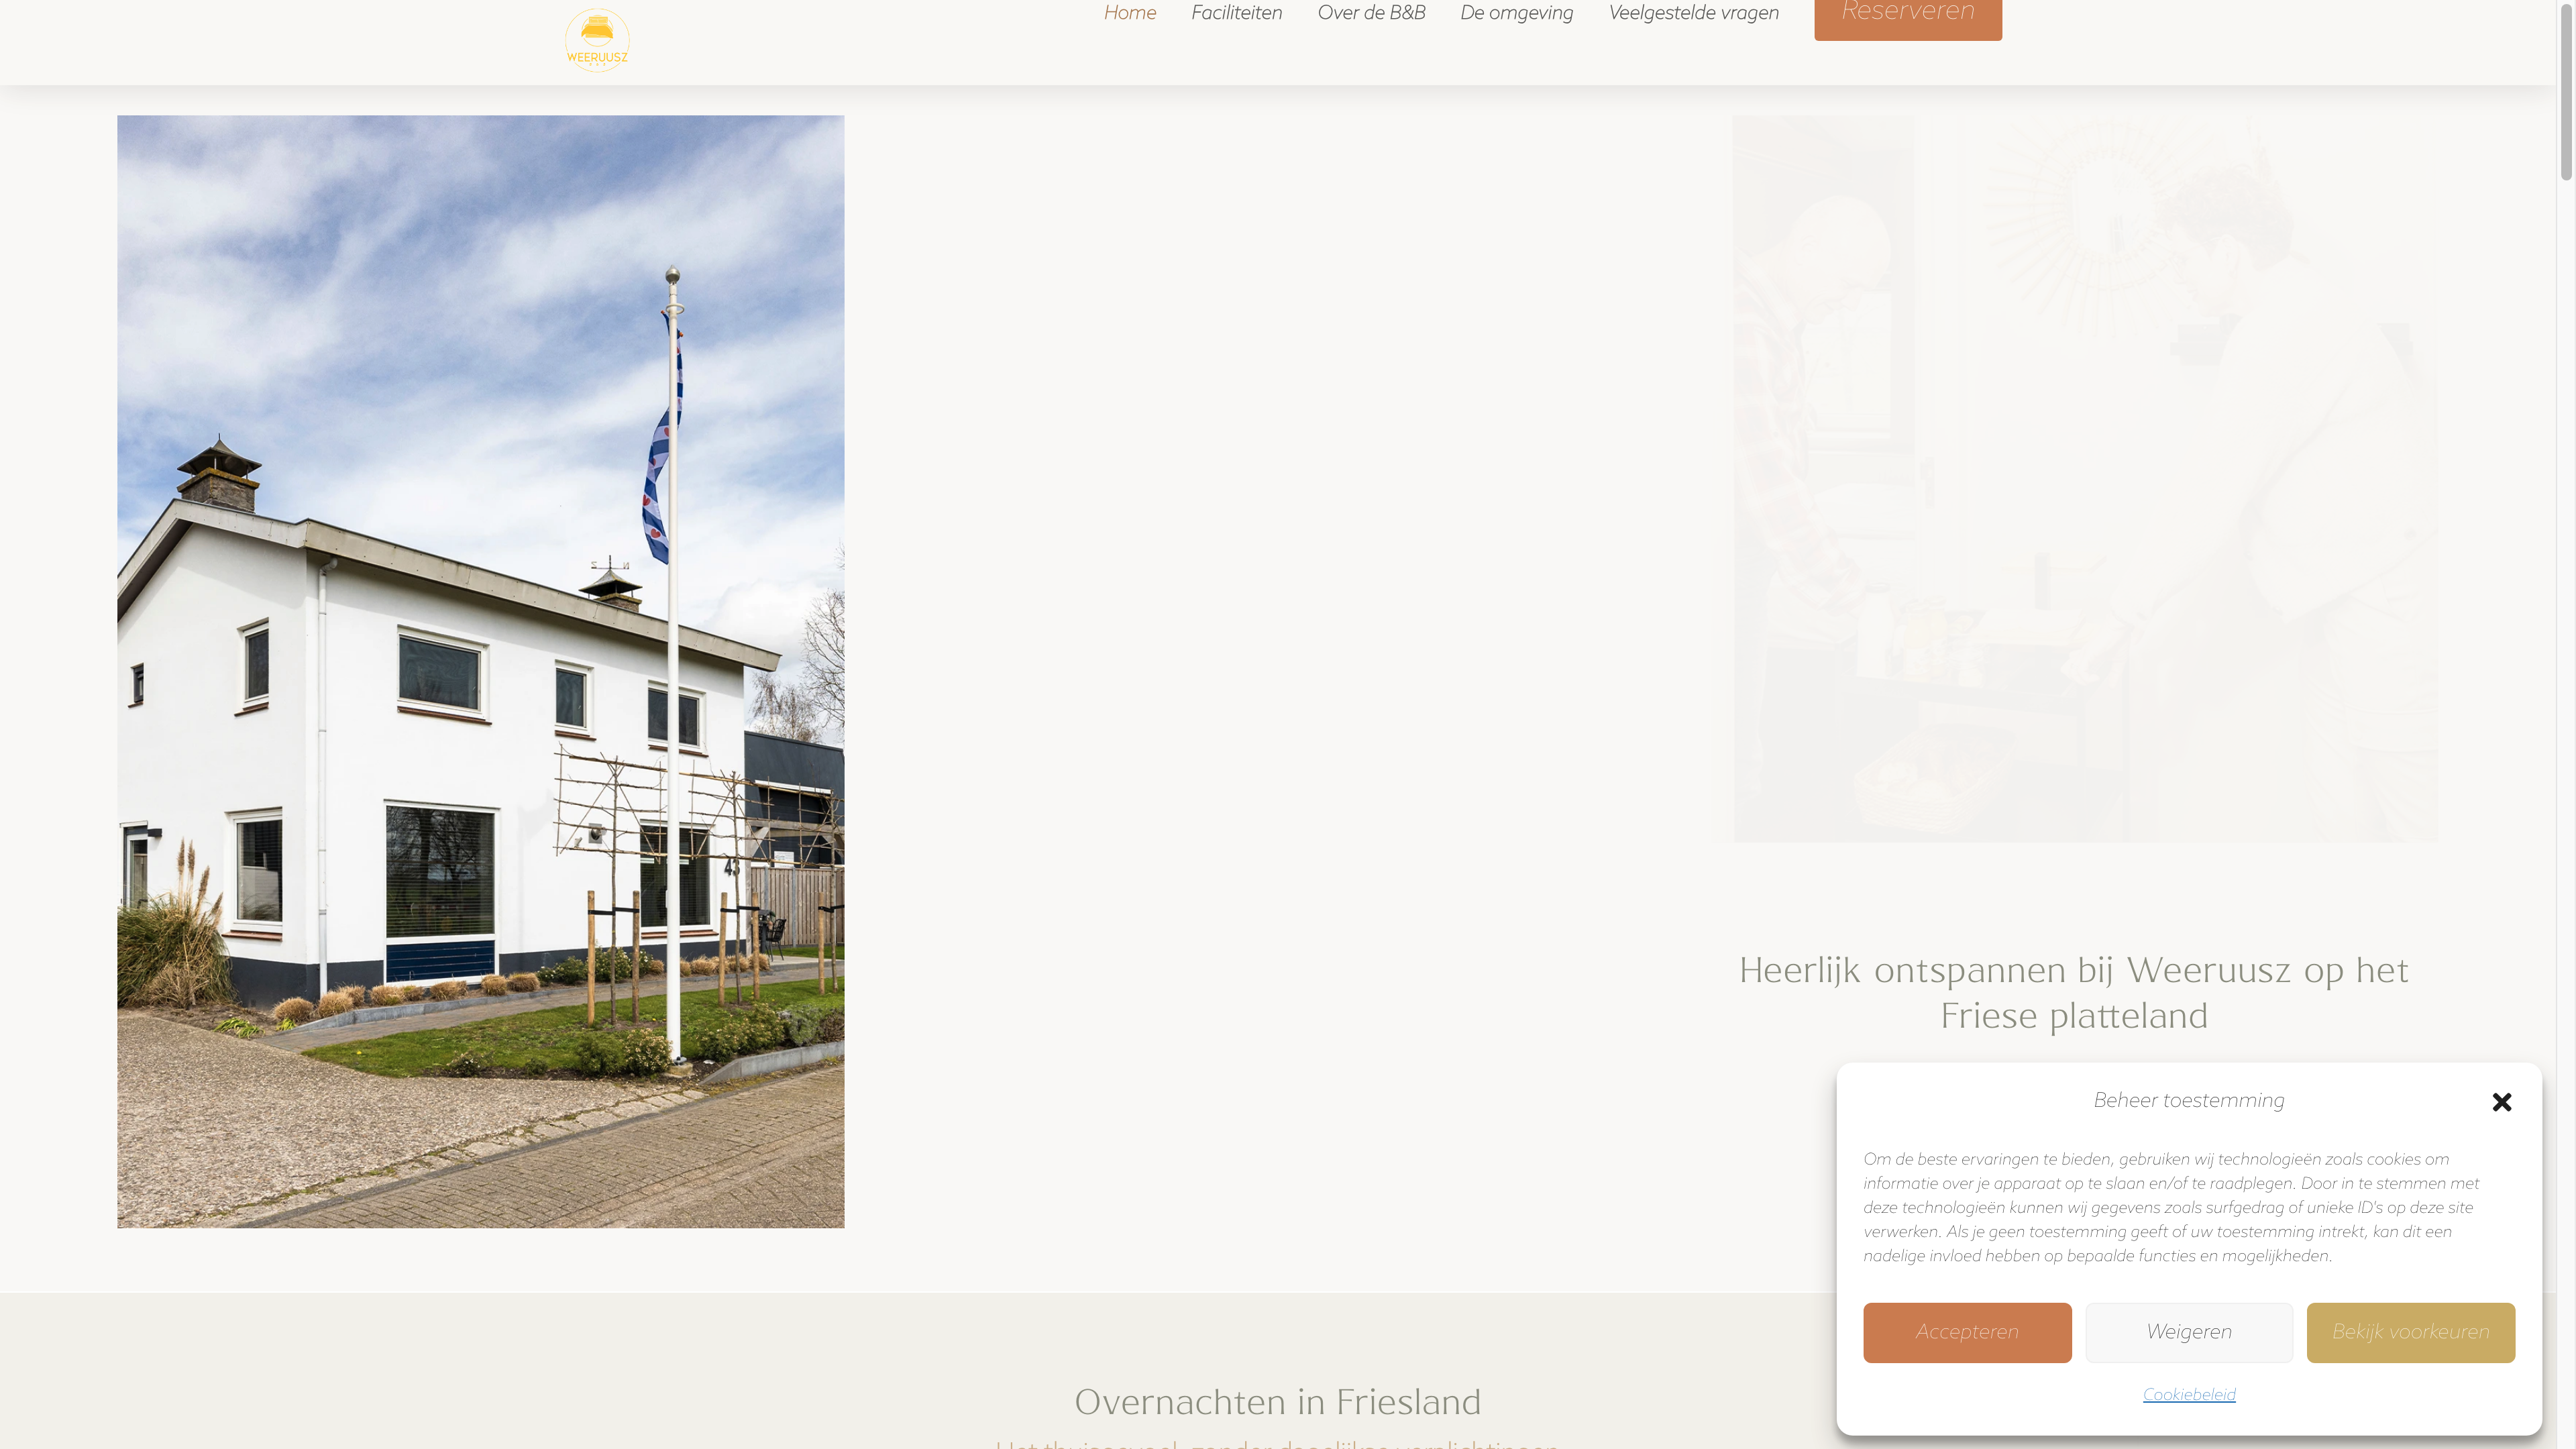 WEERUUSZ
Home
Faciliteiten
Over de B&B
De omgeving
Veelgestelde vragen
Reserveren
43
Heerlijk ontspannen bij Weeruusz op het
Friese platteland
Beheer toestemming
Om de beste ervaringen te bieden, gebruiken wij technologieën zoals cookies om
informatie over je apparaat op te slaan en/of te raadplegen. Door in te stemmen met
deze technologieën kunnen wij gegevens zoals surfgedrag of unieke ID's op deze site
verwerken. Als je geen toestemming geeft of uw toestemming intrekt, kan dit een
nadelige invloed hebben op bepaalde functies en mogelijkheden.
Accepteren
Weigeren
Bekijk voorkeuren
Cookiebeleid
Overnachten in Friesland